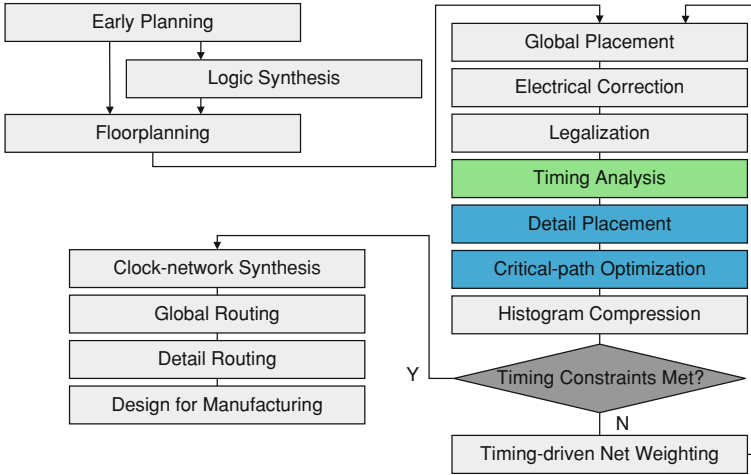 Early Planning
Logic Synthesis
Floorplanning
Global Placement
Electrical Correction
Legalization
Timing Analysis
Detail Placement
Critical-path Optimization
Histogram Compression
Timing Constraints Met?
Y
N
Timing-driven Net Weighting
Clock-network Synthesis
Global Routing
Detail Routing
Design for Manufacturing